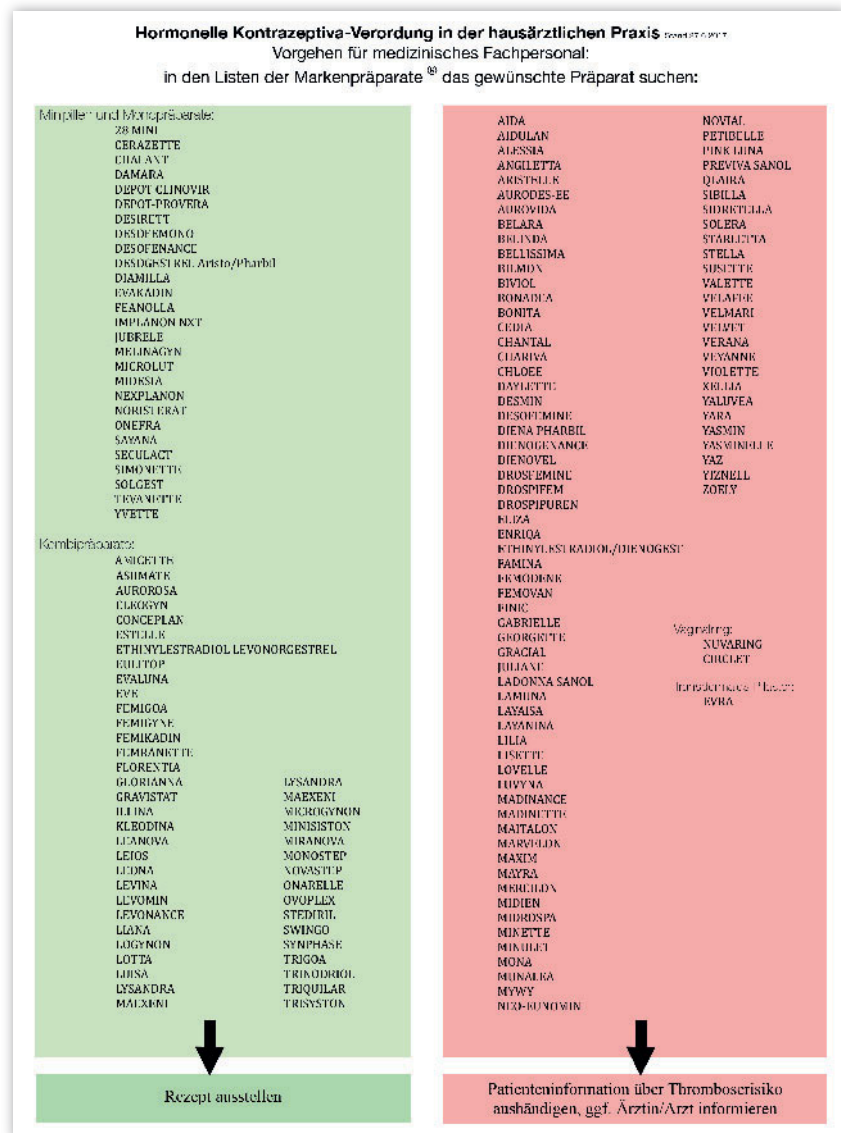 Hormonelle Kontrazeptiva-Verordung in der hausärztlichen Praxis
Vorgehen für medizinisches Fachpersonal:
in den Listen der Markenpräparate ® das gewünschte Präparat suchen:
Minipillen und Monopräparate:
28 MINI
CERAZETTE
CHALANT
DAMARA
DEPOT CLINOVIR
DEPOT-PROVERA
DESIRETT
DESOFEMONO
DESOFENANCE
DESOGESTREL Aristo/Pharbil
DIAMILLA
EVAKADIN
FEANOLLA
IMPLANON NXT
JUBRELE
MELINAGYN
MICROLUT
MIDESIA
NEXPLANON
NORISTERAT
ONEFRA
SAYANA
SECULACT
SIMONETTE
SOLGEST
TEVANETTE
YVETTE
Kombipräparate:
AMICETTE
ASUMATE
AUROROSA
CLEOGYN
CONCEPLAN
ESTELLE
ETHINYLESTRADIOL LEVONORGESTREL
EULITOP
EVALUNA
EVE
FEMIGOA
FEMIGYNE
FEMIKADIN
FEMRANETTE
FLORENTIA
GLORIANNA
GRAVISTAT
ILLINA
KLEODINA
LEANOVA
LEIOS
LEONA
LEVINA
LEVOMIN
LEVONANCE
LIANA
LOGYNON
LOTTA
LUISA
LYSANDRA
MAEXENI
LYSANDRA
MAEXENI
MICROGYNON
MINISISTON
MIRANOVA
MONOSTEP
NOVASTEP
ONARELLE
OVOPLEX
STEDIRIL
SWINGO
SYNPHASE
TRIGOA
TRINORDIOL
TRIQUILAR
TRISYSTON
Rezept ausstellen
AIDA
AIDULAN
ALESSIA
ANGILETTA
ARISTELLE
AURODES-EE
AUROVIDA
BELARA
BELINDA
BELLISSIMA
BILMON
BIVIOL
BONADEA
BONITA
CEDIA
CHANTAL
CHARIVA
CHLOEE
DAYLETTE
DESMIN
DESOFEMINE
DIENA PHARBIL
DIENOGENANCE
DIENOVEL
DROSFEMINE
DROSPIFEM
DROSPIPUREN
ELIZA
ENRIQA
ETHINYLESTRADIOL/DIENOGEST
FAMINA
FEMODENE
FEMOVAN
FINIC
GABRIELLE
GEORGETTE
GRACIAL
JULIANE
LADONNA SANOL
LAMUNA
LAYAISA
LAYANINA
LILIA
LISETTE
LOVELLE
LUVYNA
MADINANCE
MADINETTE
MAITALON
MARVELON
MAXIM
MAYRA
MERCILON
MIDIEN
MIDROSPA
MINETTE
MINULET
MONA
MUNALEA
MYWY
NEO-EUNOMIN
NOVIAL
PETIBELLE
PINK LUNA
PREVIVA SANOL
QLAIRA
SIBILLA
SIDRETELLA
SOLERA
STARLETTA
STELLA
SUSETTE
VALETTE
VELAFEE
VELMARI
VELVET
VERANA
VEYANNE
VIOLETTE
XELLIA
YALUVEA
YARA
YASMIN
YASMINELLE
YAZ
YIZNELL
ZOELY
Vaginalring:
NUVARING
CIRCLET
Transdermales Pflaster:
EVRA
Patienteninformation über Thromboserisiko
aushändigen, ggf. Ärztin/Arzt informieren